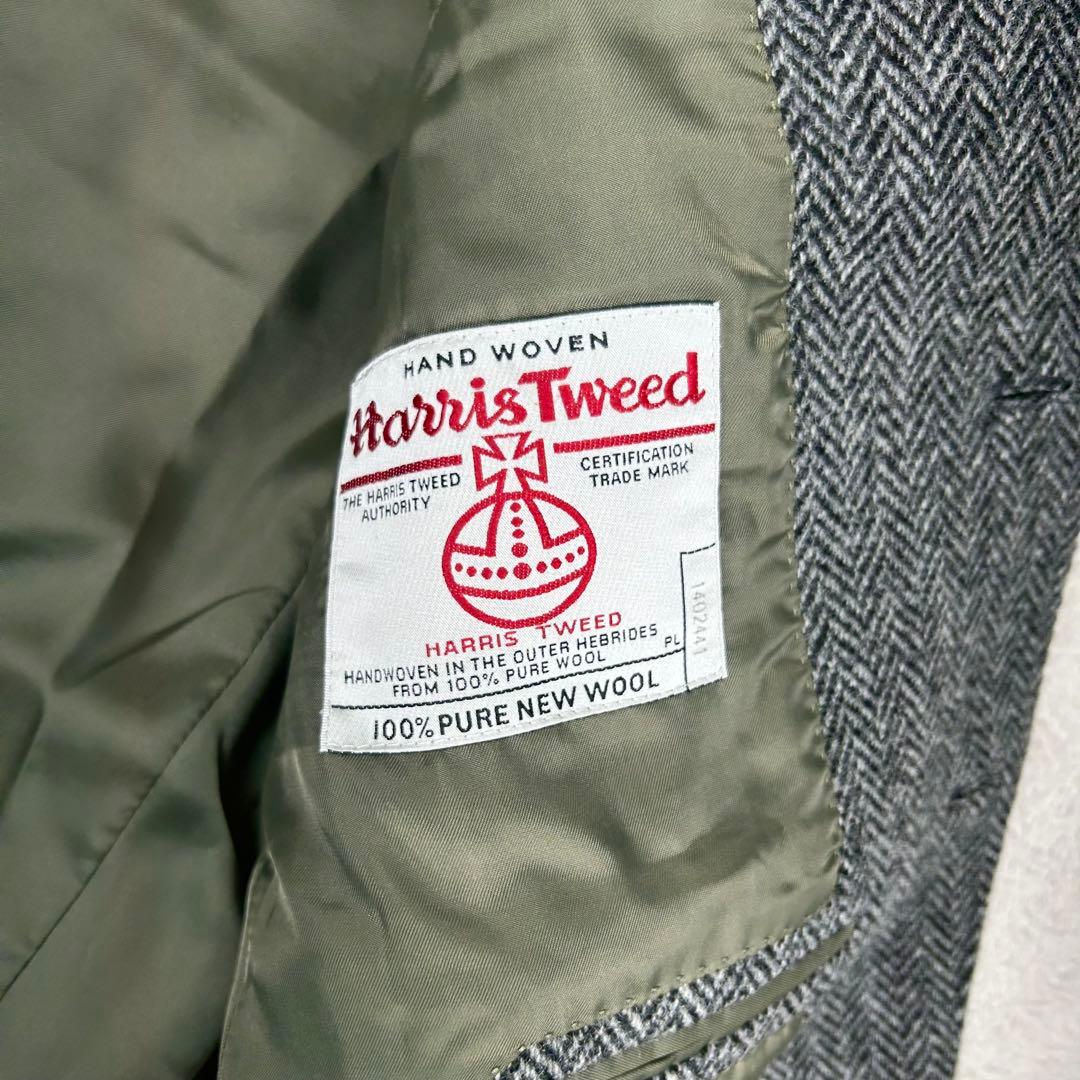 HAND WOVEN
Harris Tweed
THE HARRIS TWEED
AUTHORITY
CERTIFICATION
TRADE MARK
HARRIS TWEED
HANDWOVEN IN THE OUTER HEBRIDES
FROM 100% PURE WOOL
PL
1402441
100% PURE NEW WOOL